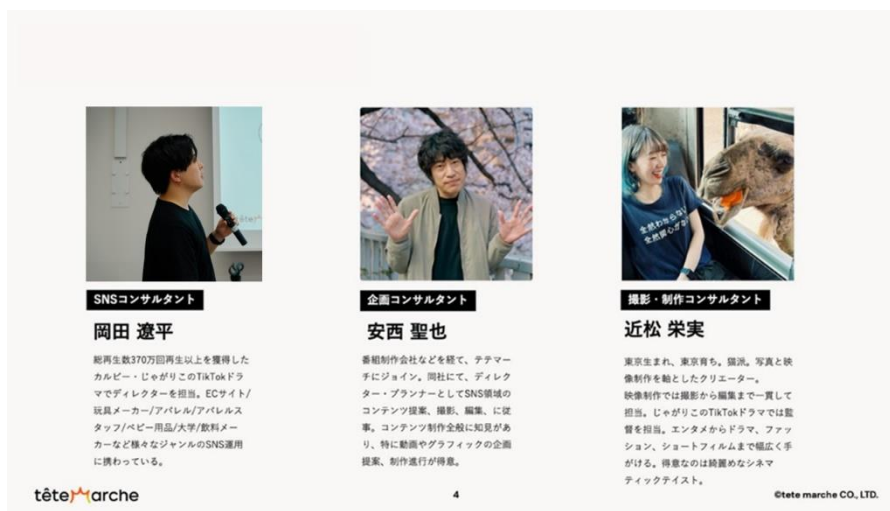 SNSコンサルタント
岡田 遼平
総再生数370万回再生以上を獲得した
カルビー・じゃがりこのTikTokドラ
マでディレクターを担当。ECサイト/
玩具メーカー/アパレル/アパレルス
タッフ/ベビー用品/大学/飲料メー
カーなど様々なジャンルのSNS運用
に携わっている。
企画コンサルタント
安西 聖也
番組制作会社などを経て、テテマー
チにジョイン。同社にて、ディレク
ター・プランナーとしてSNS領域の
コンテンツ提案、撮影、編集、に従
事。コンテンツ制作全般に知見があ
り、特に動画やグラフィックの企画
提案、制作進行が得意。
全然わからない
全然関心がない
撮影・制作コンサルタント
近松 栄実
東京生まれ、東京育ち。猫派。写真と映
像制作を軸としたクリエーター。
映像制作では撮影から編集まで一貫して
担当。じゃがりこのTikTokドラマでは監
督を担当。エンタメからドラマ、ファッ
ション、ショートフィルムまで幅広く手
がける。得意なのは綺麗めなシネマ
ティックテイスト。
têtemarche
4
©tete marche CO., LTD.